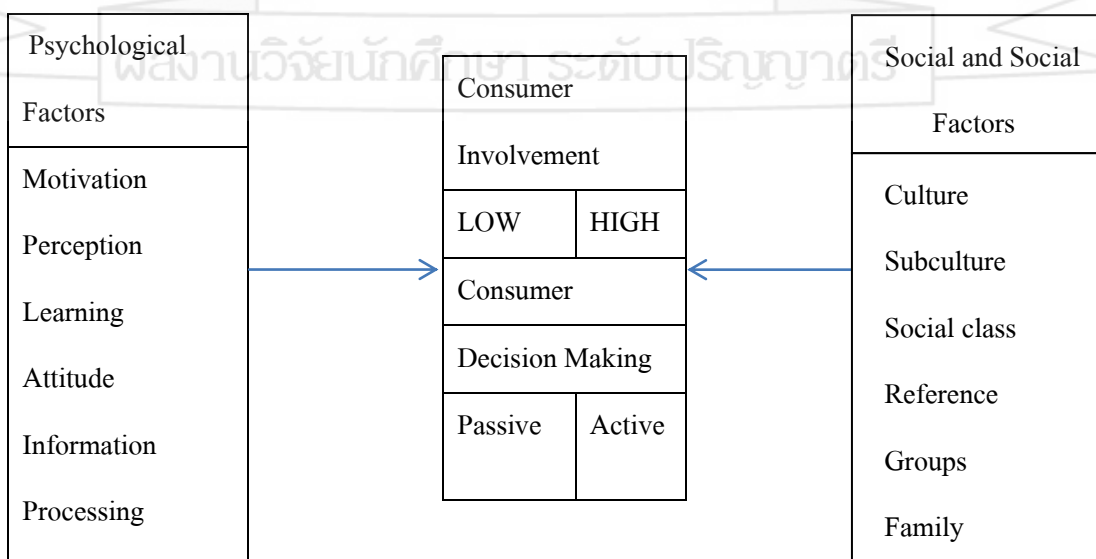 ผลงานวิจัยนักศึกษา ระดับปริญญาตรี
Psychological
Factors
Motivation
Perception
Learning
Attitude
Information
Processing
Consumer
Involvement
LOW HIGH
Consumer
Decision Making
Passive Active
Social and Social
Factors
Culture
Subculture
Social class
Reference
Groups
Family